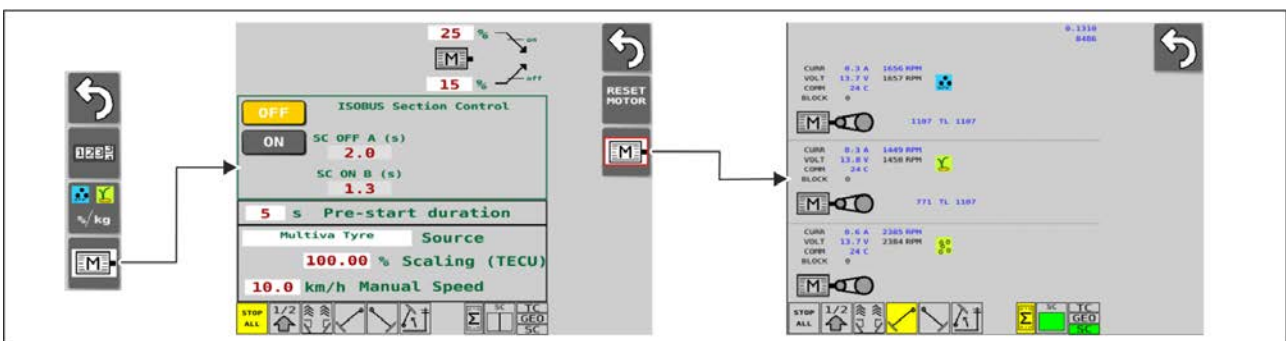 1 2 3
%/kg
M
25 %
on
M
15 %
off
OFF
ON
ISOBUS Section Control
SC OFF A (s)
2.0
SC ON B (s)
1.3
5 s Pre-start duration
Multiva Tyre Source
100.00 % Scaling (TECU)
10.0 km/h Manual Speed
STOP ALL
1/2
Σ
SC
TC
GEO
SC
RESET
MOTOR
M
0.1310
8486
CURR 0.3 A 1656 RPM
VOLT 13.7 V 1657 RPM
COMM 24 C
BLOCK 0
M
1107 TL 1107
CURR 0.3 A 1449 RPM
VOLT 13.8 V 1450 RPM
COMM 24 C
BLOCK 0
M
771 TL 1107
CURR 0.6 A 2385 RPM
VOLT 13.7 V 2384 RPM
COMM 24 C
BLOCK 0
M
STOP ALL
1/2
Σ
SC
TC
GEO
SC